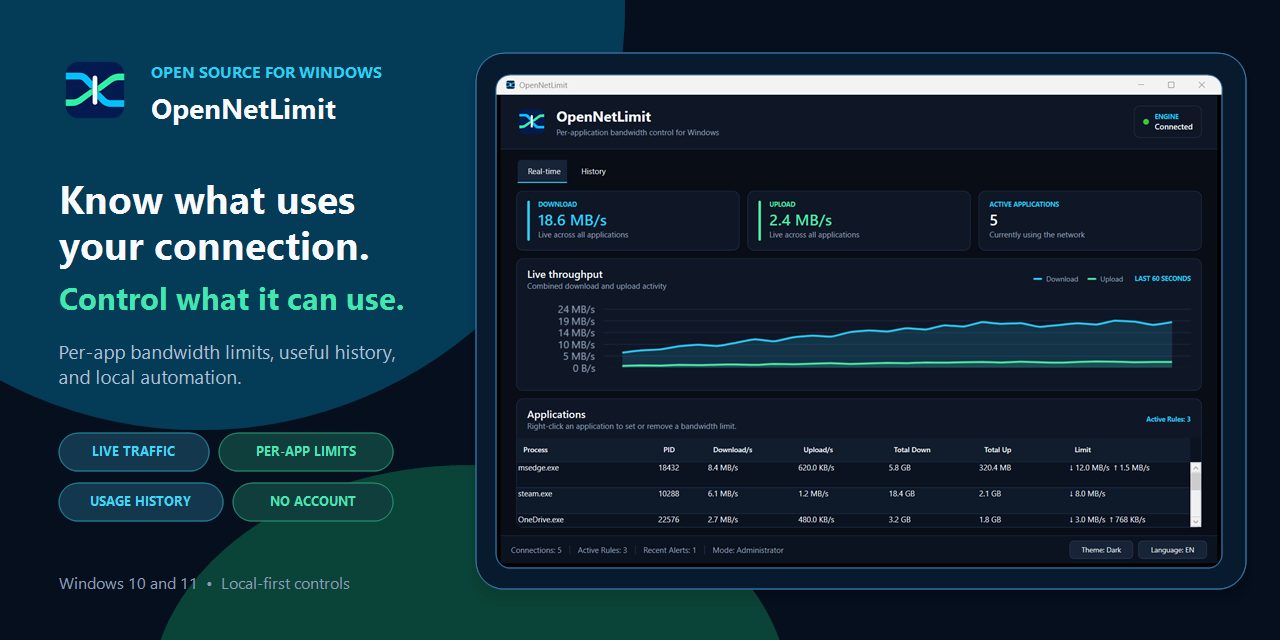 OPEN SOURCE FOR WINDOWS
OpenNetLimit
Know what uses
your connection.
Control what it can use.
Per-app bandwidth limits, useful history,
and local automation.
LIVE TRAFFIC
PER-APP LIMITS
USAGE HISTORY
NO ACCOUNT
Windows 10 and 11 • Local-first controls
OpenNetLimit
OpenNetLimit
Per-application bandwidth control for Windows
ENGINE
Connected
Real-time History
DOWNLOAD
18.6 MB/s
Live across all applications
UPLOAD
2.4 MB/s
Live across all applications
ACTIVE APPLICATIONS
5
Currently using the network
Live throughput
Combined download and upload activity
Download Upload LAST 60 SECONDS
24 MB/s
19 MB/s
14 MB/s
10 MB/s
5 MB/s
0 B/s
Applications
Right-click an application to set or remove a bandwidth limit.
Active Rules: 3
Process PID Download/s Upload/s Total Down Total Up Limit
msedge.exe 18432 8.4 MB/s 620.0 KB/s 5.8 GB 320.4 MB ↓ 12.0 MB/s ↑ 1.5 MB/s
steam.exe 10288 6.1 MB/s 1.2 MB/s 18.4 GB 2.1 GB ↓ 8.0 MB/s
OneDrive.exe 22576 2.7 MB/s 480.0 KB/s 3.2 GB 1.8 GB ↓ 3.0 MB/s ↑ 768 KB/s
Connections: 5 | Active Rules: 3 | Recent Alerts: 1 | Mode: Administrator
Theme: Dark
Language: EN